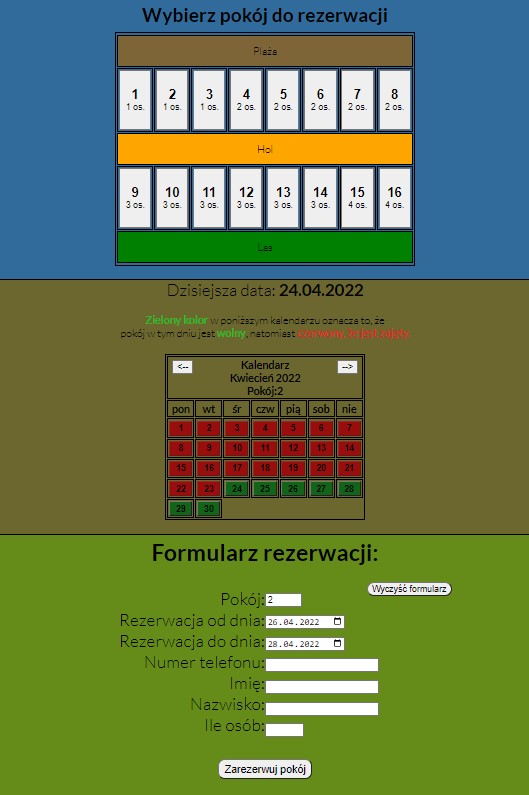 Wybierz pokój do rezerwacji
Plaża
1 2 3 4 5 6 7 8
1 os. 1 os. 1 os. 2 os. 2 os. 2 os. 2 os. 2 os.
Hol
9 10 11 12 13 14 15 16
3 os. 3 os. 3 os. 3 os. 3 os. 3 os. 4 os. 4 os.
Las
Dzisiejsza data: 24.04.2022
Zielony kolor w poniższym kalendarzu oznacza to, że
pokój w tym dniu jest wolny, natomiast czerwony, że jest zajęty.
<-- Kalendarz -->
Kwiecień 2022
Pokój:2
pon wt śr czw pią sob nie
1 2 3 4 5 6 7
8 9 10 11 12 13 14
15 16 17 18 19 20 21
22 23 24 25 26 27 28
29 30
Formularz rezerwacji:
Wyczyść formularz
Pokój: 2
Rezerwacja od dnia: 26.04.2022
Rezerwacja do dnia: 28.04.2022
Numer telefonu:
Imię:
Nazwisko:
Ile osób:
Zarezerwuj pokój